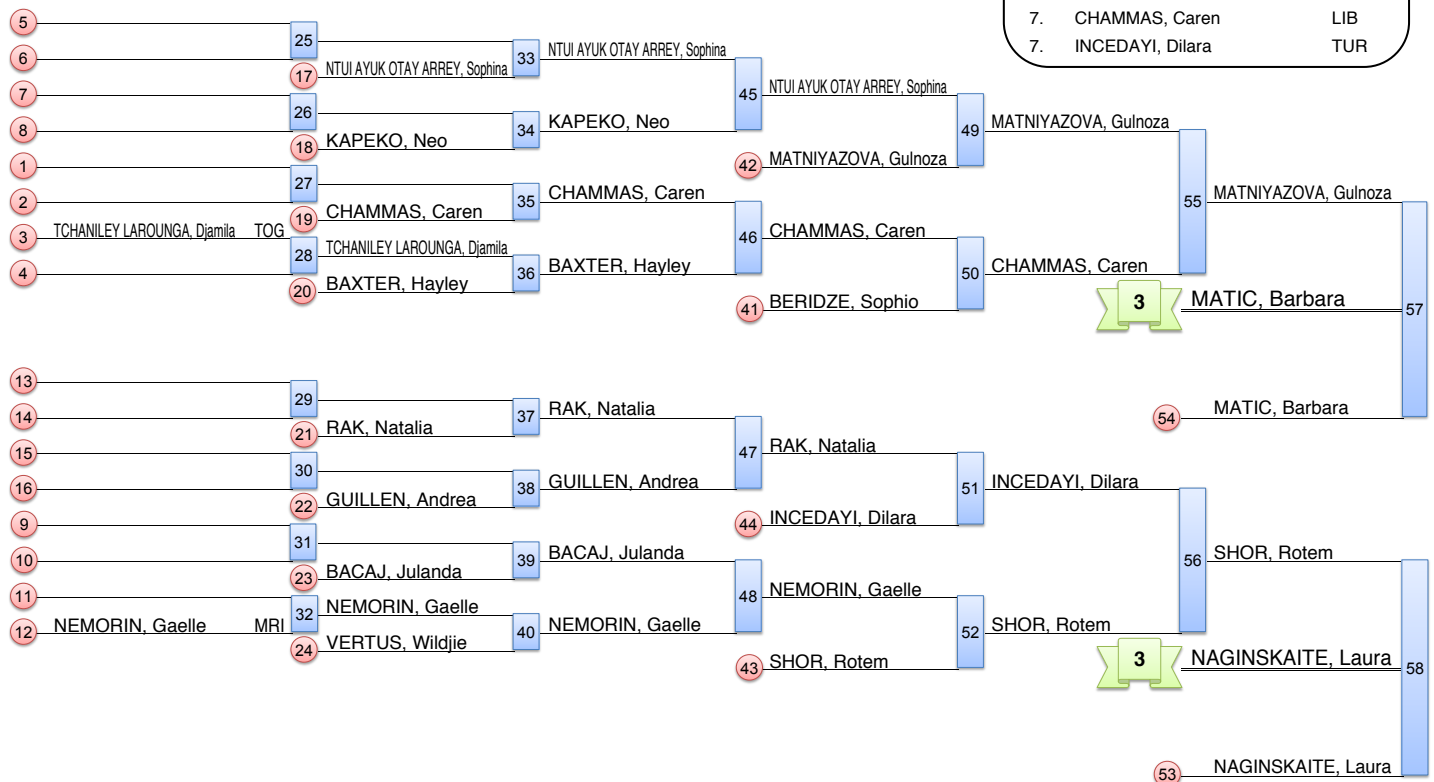 7. CHAMMAS, Caren LIB
7. INCEDAYI, Dilara TUR
5
25
6
17 NTUI AYUK OTAY ARREY, Sophina
33 NTUI AYUK OTAY ARREY, Sophina
7
26
8
18 KAPEKO, Neo
34 KAPEKO, Neo
45 NTUI AYUK OTAY ARREY, Sophina
42 MATNIYAZOVA, Gulnoza
49 MATNIYAZOVA, Gulnoza
1
27
2
19 CHAMMAS, Caren
35 CHAMMAS, Caren
3 TCHANILEY LAROUNGA, Djamila TOG
28 TCHANILEY LAROUNGA, Djamila
4
20 BAXTER, Hayley
36 BAXTER, Hayley
46 CHAMMAS, Caren
41 BERIDZE, Sophio
50 CHAMMAS, Caren
55 MATNIYAZOVA, Gulnoza
3 MATIC, Barbara
57
54 MATIC, Barbara
13
29
14
21 RAK, Natalia
37 RAK, Natalia
15
30
16
22 GUILLEN, Andrea
38 GUILLEN, Andrea
47 RAK, Natalia
44 INCEDAYI, Dilara
51 INCEDAYI, Dilara
9
31
10
23 BACAJ, Julanda
39 BACAJ, Julanda
11
32 NEMORIN, Gaelle
12 NEMORIN, Gaelle MRI
24 VERTUS, Wildjie
40 NEMORIN, Gaelle
48 NEMORIN, Gaelle
43 SHOR, Rotem
52 SHOR, Rotem
56 SHOR, Rotem
3 NAGINSKAITE, Laura
58
53 NAGINSKAITE, Laura